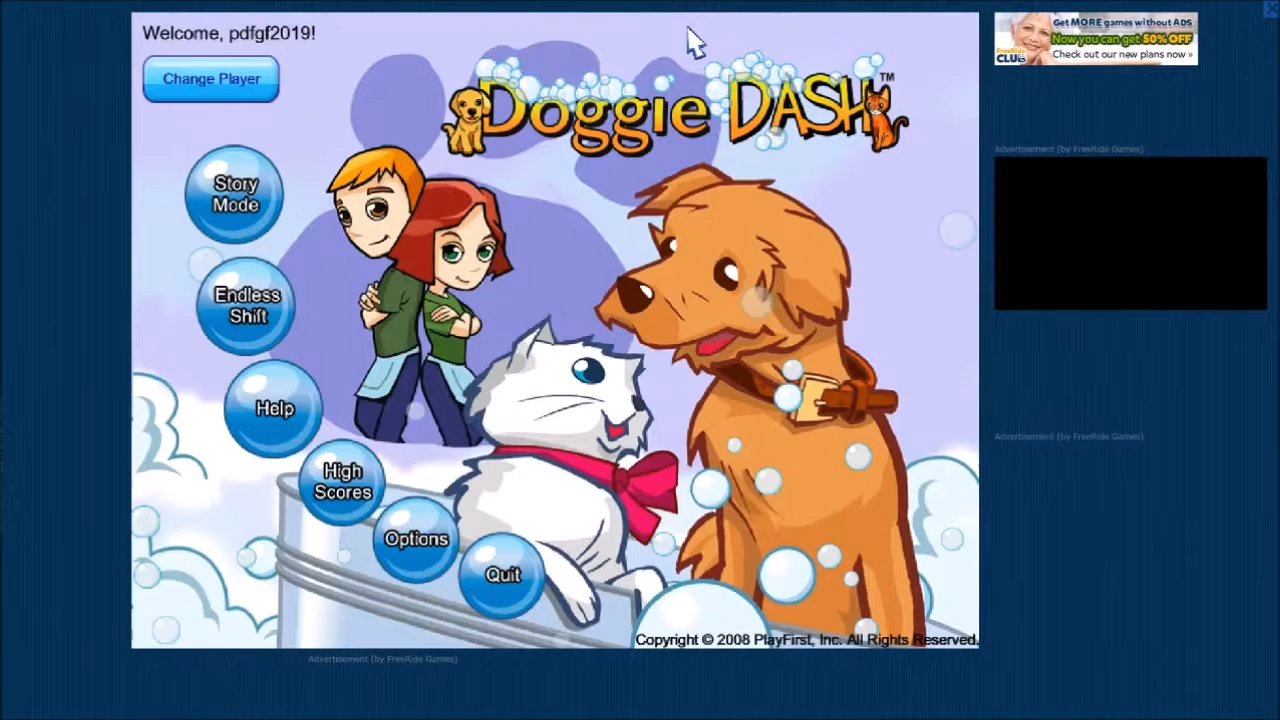 Welcome, pdfgf2019!
Change Player
Doggie DASH™
Story
Mode
Endless
Shift
Help
High
Scores
Options
Quit
Copyright © 2008 PlayFirst, Inc. All Rights Reserved.
Get MORE games without ADS
Now you can get 50% OFF
Check out our new plans now »
FreeRide
CLUB
Advertisement (by FreeRide Games)
Advertisement (by FreeRide Games)
Advertisement (by FreeRide Games)